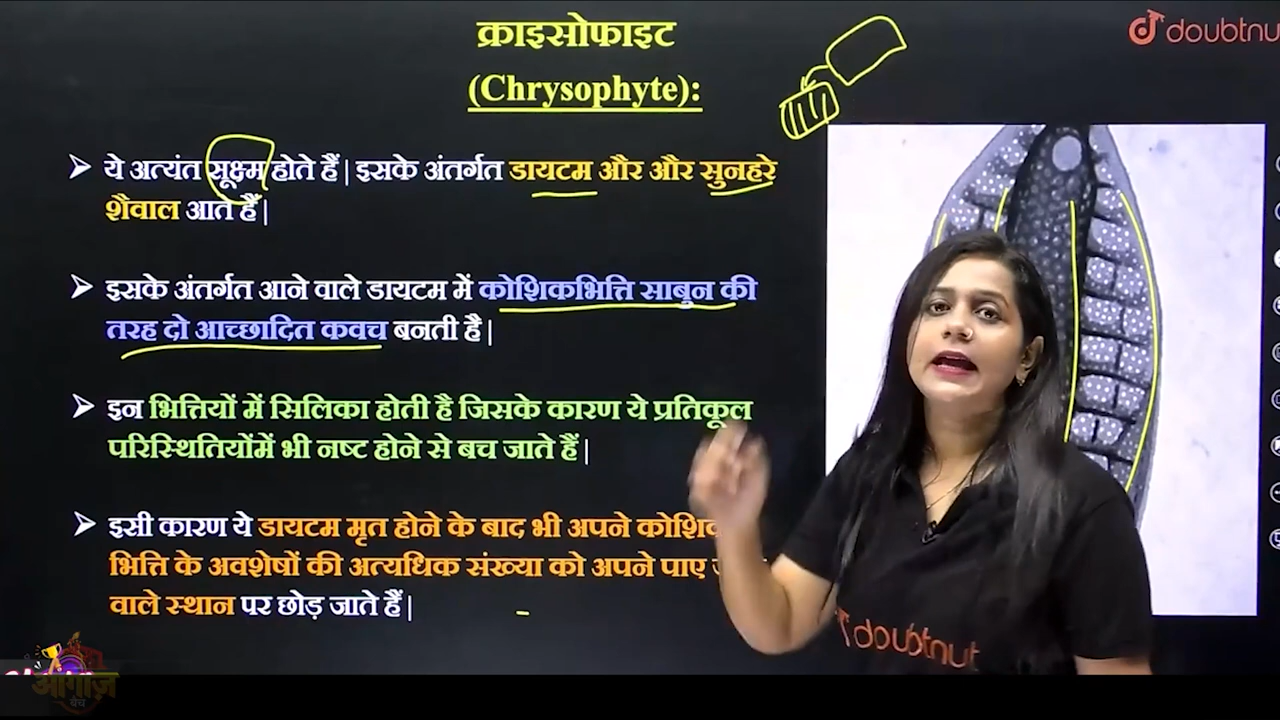 क्राइसोफाइट
(Chrysophyte):
doubtnu
➢ ये अत्यंत सूक्ष्म होते हैं | इसके अंतर्गत डायटम और और सुनहरे
शैवाल आते हैं |
➢ इसके अंतर्गत आने वाले डायटम में कोशिकभित्ति साबुन की
तरह दो आच्छादित कवच बनती है |
➢ इन भित्तियों में सिलिका होती है जिसके कारण ये प्रतिकूल
परिस्थितियोंमें भी नष्ट होने से बच जाते हैं |
➢ इसी कारण ये डायटम मृत होने के बाद भी अपने
भित्ति के अवशेषों की अत्यधिक संख्या को अपने पाए
वाले स्थान पर छोड़ जाते हैं |
doubtnut
आगाज़
बैच